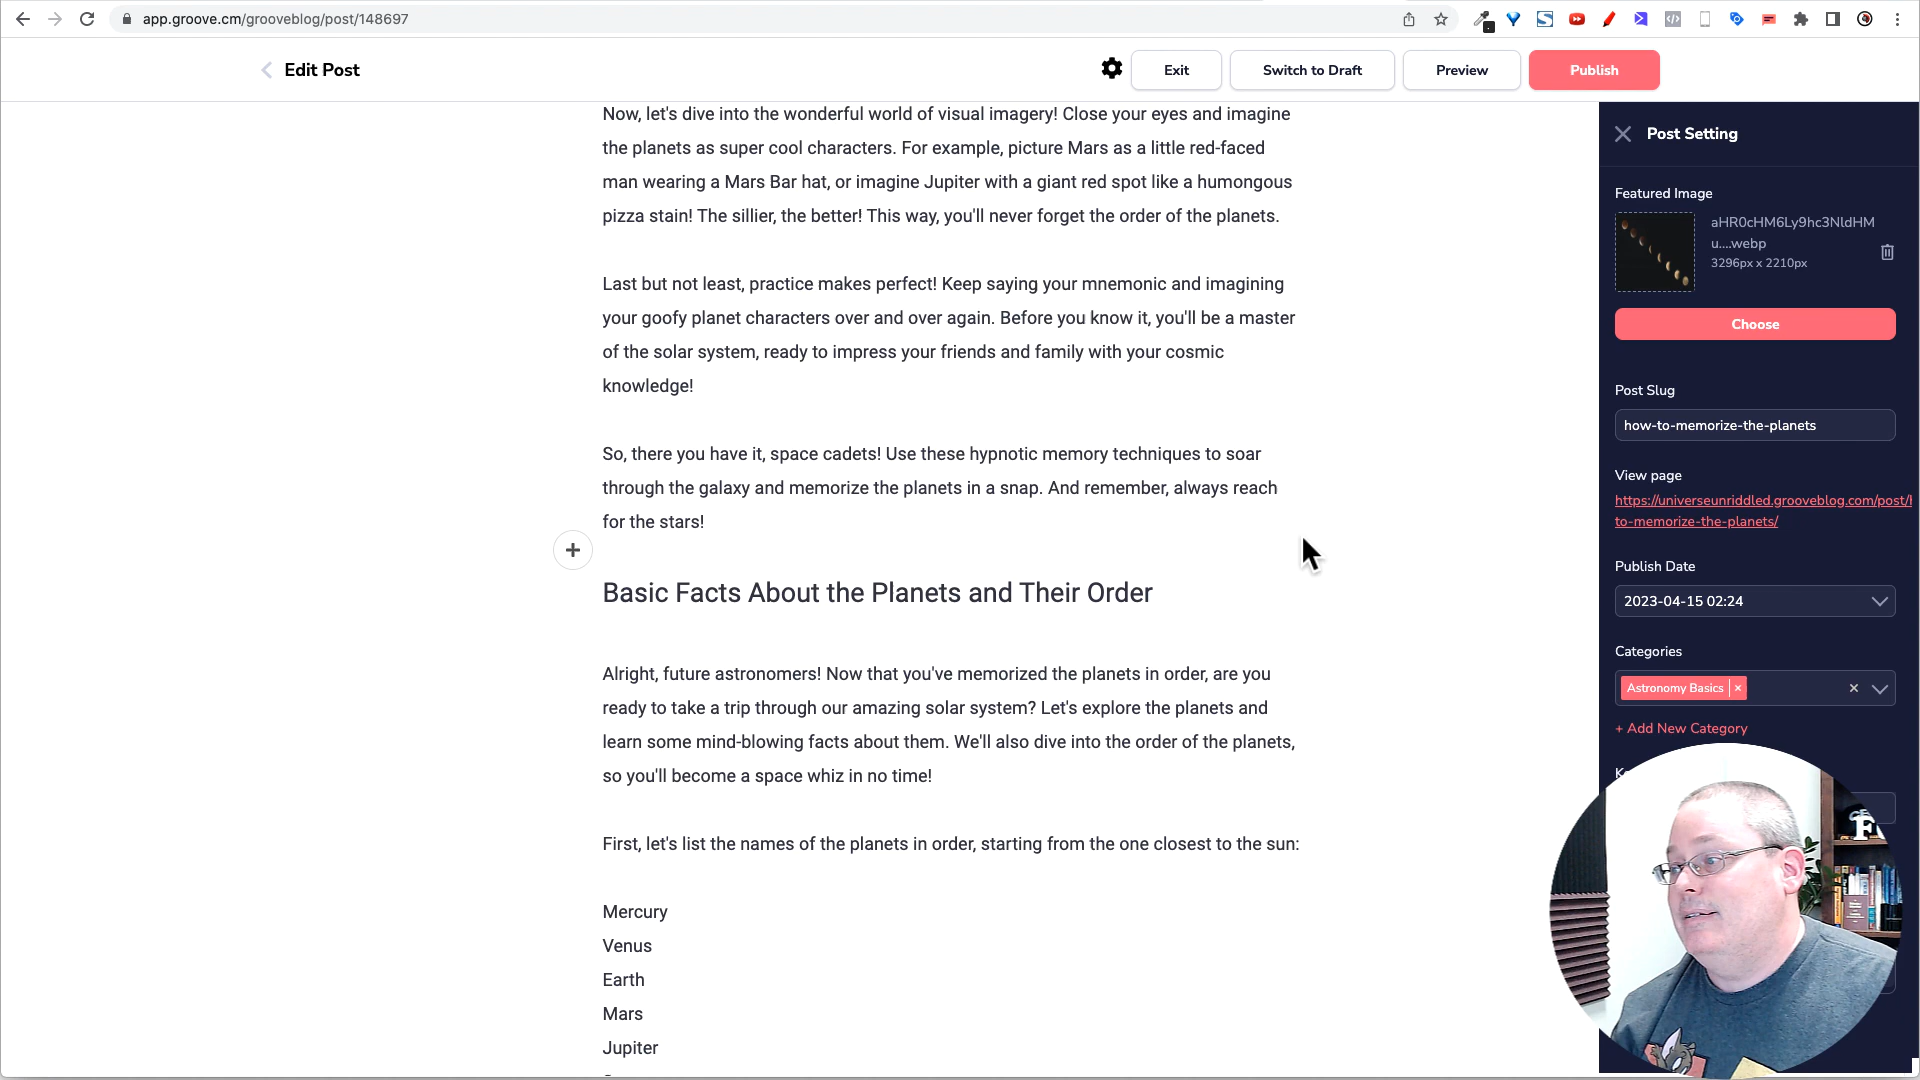 app.groove.cm/grooveblog/post/148697
Edit Post
Exit
Switch to Draft
Preview
Publish
Now, let's dive into the wonderful world of visual imagery! Close your eyes and imagine
the planets as super cool characters. For example, picture Mars as a little red-faced
man wearing a Mars Bar hat, or imagine Jupiter with a giant red spot like a humongous
pizza stain! The sillier, the better! This way, you'll never forget the order of the planets.
Last but not least, practice makes perfect! Keep saying your mnemonic and imagining
your goofy planet characters over and over again. Before you know it, you'll be a master
of the solar system, ready to impress your friends and family with your cosmic
knowledge!
So, there you have it, space cadets! Use these hypnotic memory techniques to soar
through the galaxy and memorize the planets in a snap. And remember, always reach
for the stars!
Basic Facts About the Planets and Their Order
Alright, future astronomers! Now that you've memorized the planets in order, are you
ready to take a trip through our amazing solar system? Let's explore the planets and
learn some mind-blowing facts about them. We'll also dive into the order of the planets,
so you'll become a space whiz in no time!
First, let's list the names of the planets in order, starting from the one closest to the sun:
Mercury
Venus
Earth
Mars
Jupiter
Post Setting
Featured Image
aHR0cHM6Ly9hc3NldHM
u....webp
3296px x 2210px
Choose
Post Slug
how-to-memorize-the-planets
View page
https://universeunriddled.grooveblog.com/post/
to-memorize-the-planets/
Publish Date
2023-04-15 02:24
Categories
Astronomy Basics
+ Add New Category